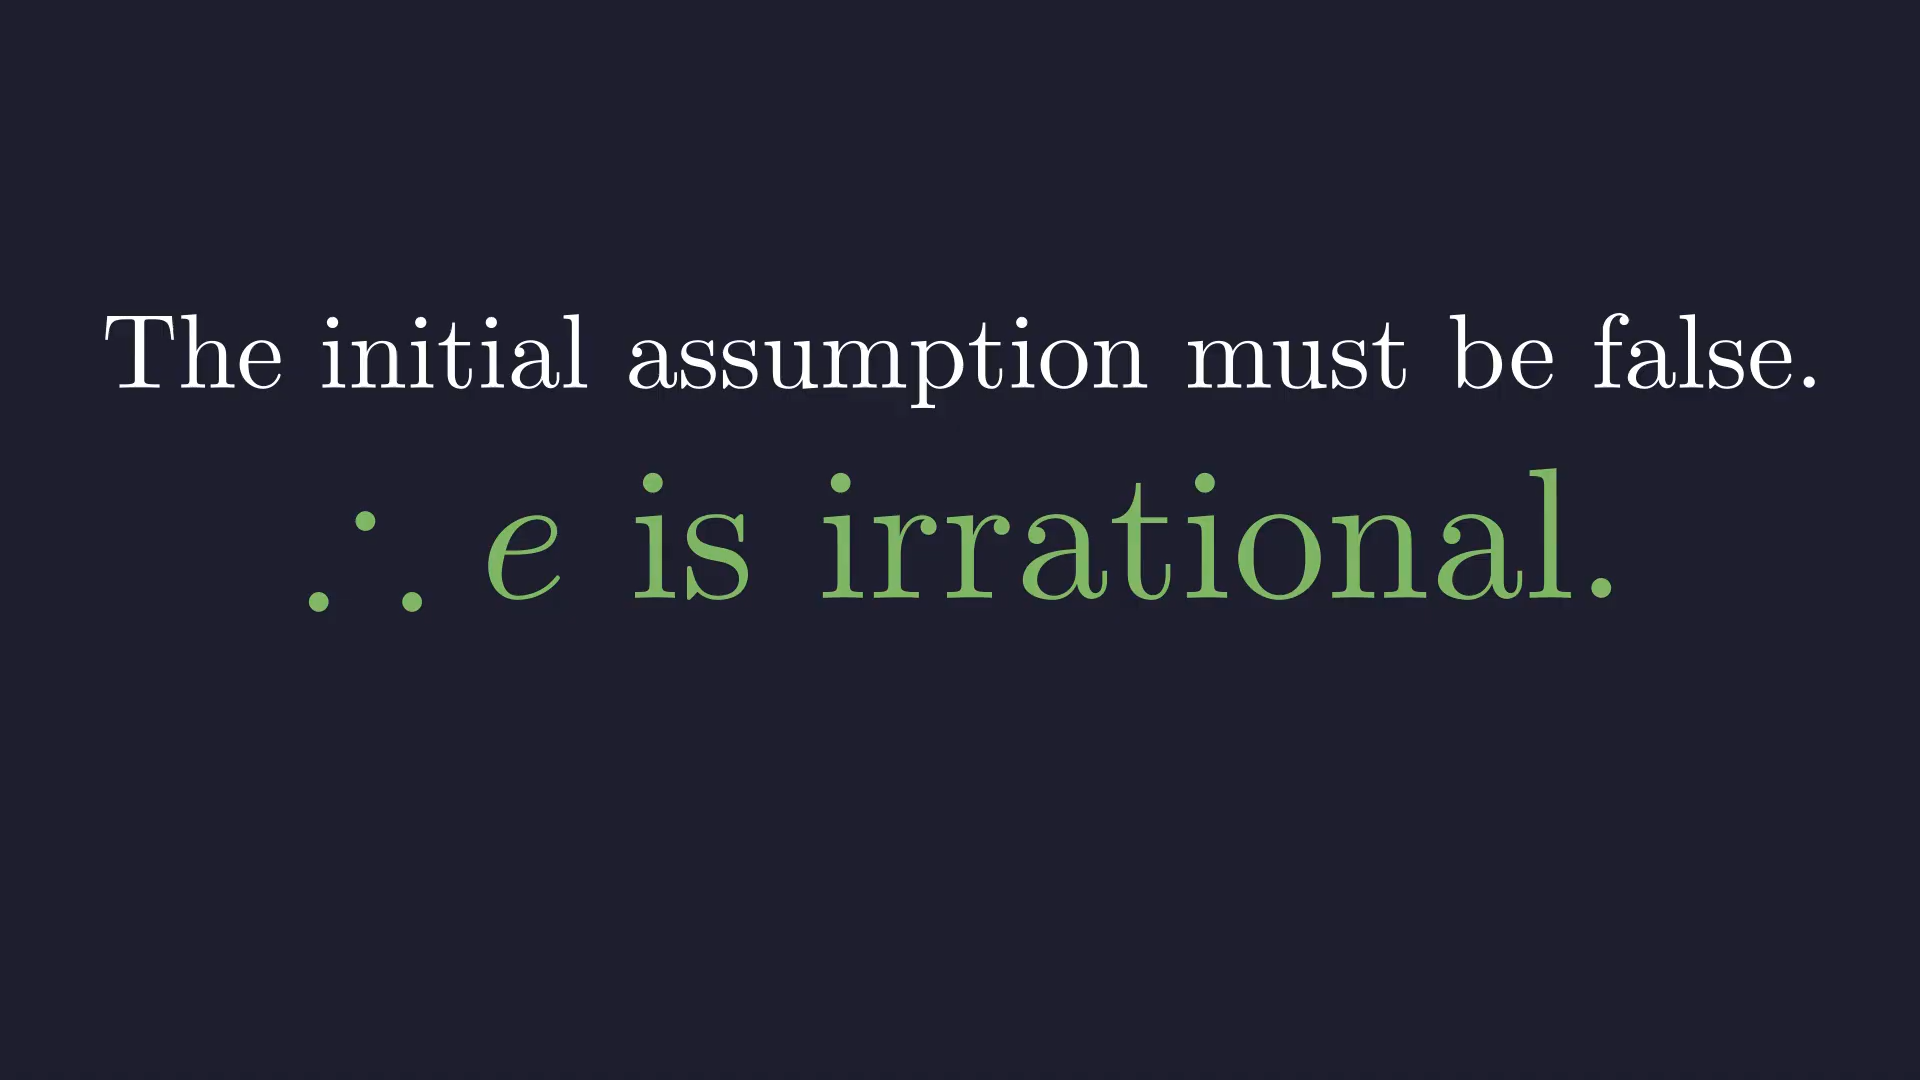 The initial assumption must be false.
∴ e is irrational.